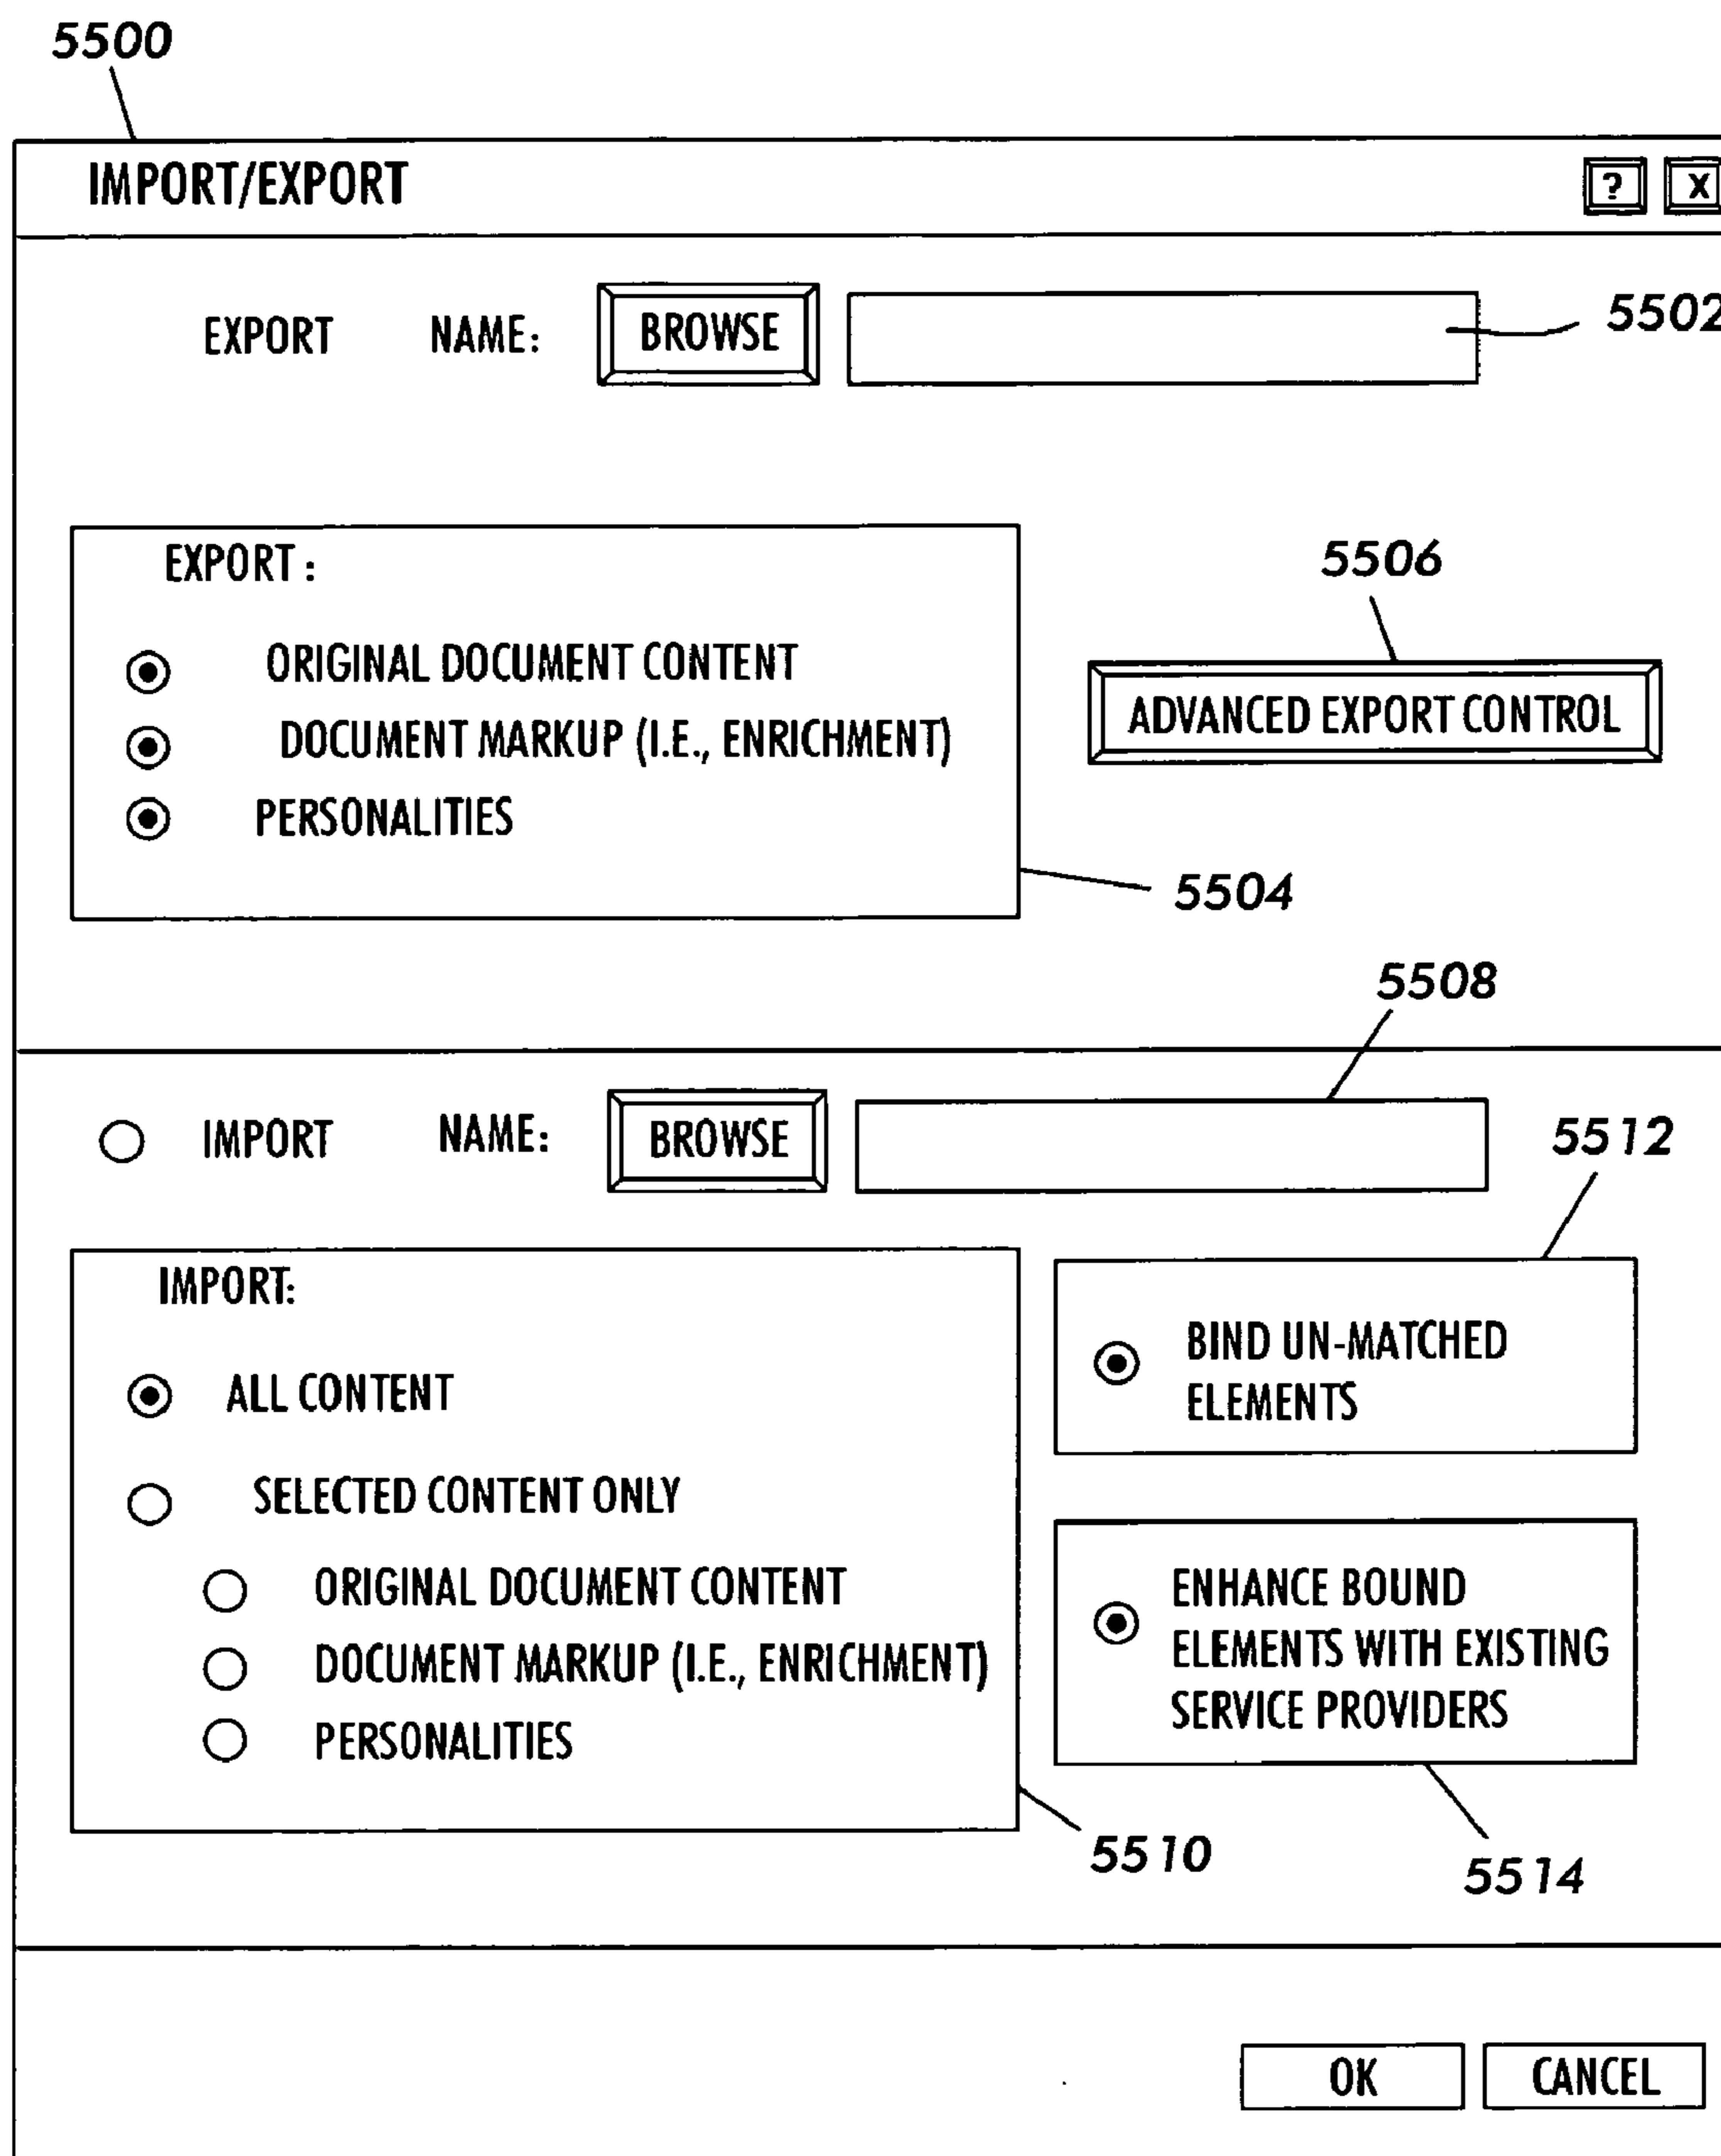 5500
IMPORT/EXPORT ? X
EXPORT NAME: BROWSE 5502
EXPORT :
ORIGINAL DOCUMENT CONTENT
DOCUMENT MARKUP (I.E., ENRICHMENT)
PERSONALITIES
5506
ADVANCED EXPORT CONTROL
5504
5508
IMPORT NAME: BROWSE
5512
IMPORT:
ALL CONTENT
SELECTED CONTENT ONLY
ORIGINAL DOCUMENT CONTENT
DOCUMENT MARKUP (I.E., ENRICHMENT)
PERSONALITIES
BIND UN-MATCHED
ELEMENTS
ENHANCE BOUND
ELEMENTS WITH EXISTING
SERVICE PROVIDERS
5510
5514
OK CANCEL